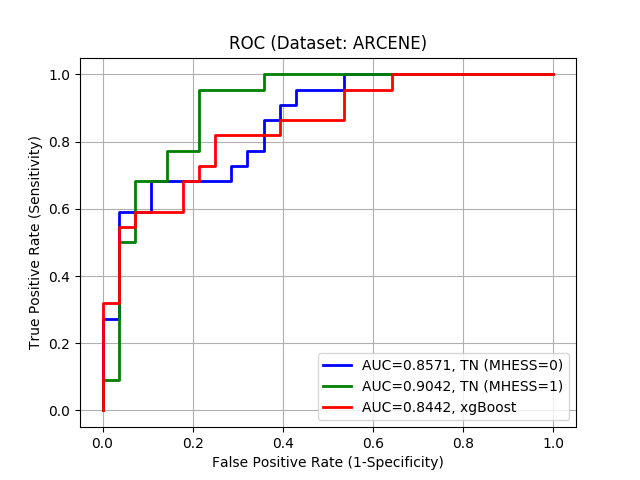 ROC (Dataset: ARCENE)
True Positive Rate (Sensitivity)
1.0
0.8
0.6
0.4
0.2
0.0
AUC=0.8571, TN (MHESS=0)
AUC=0.9042, TN (MHESS=1)
AUC=0.8442, xgBoost
0.0 0.2 0.4 0.6 0.8 1.0
False Positive Rate (1-Specificity)